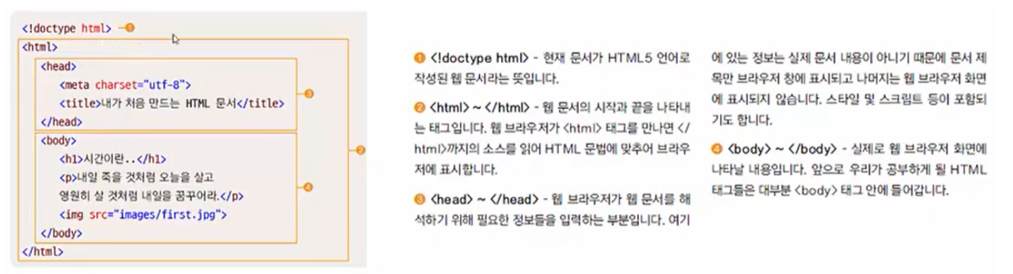 <!doctype html> ①
<html>
<head>
<meta charset="utf-8">
<title>내가 처음 만드는 HTML 문서</title>
③
</head>
<body>
②
<h1>시간이란..</h1>
<p>내일 죽을 것처럼 오늘을 살고
④
영원히 살 것처럼 내일을 꿈꾸어라.</p>
<img src="images/first.jpg">
</body>
</html>
① <!doctype html> - 현재 문서가 HTML5 언어로
작성된 웹 문서라는 뜻입니다.
② <html> ~ </html> - 웹 문서의 시작과 끝을 나타내
는 태그입니다. 웹 브라우저가 <html> 태그를 만나면 </
html>까지의 소스를 읽어 HTML 문법에 맞추어 브라우
저에 표시합니다.
③ <head> ~ </head> - 웹 브라우저가 웹 문서를 해
석하기 위해 필요한 정보들을 입력하는 부분입니다. 여기
에 있는 정보는 실제 문서 내용이 아니기 때문에 문서 제
목만 브라우저 창에 표시되고 나머지는 웹 브라우저 화면
에 표시되지 않습니다. 스타일 및 스크립트 등이 포함되
기도 합니다.
④ <body> ~ </body> - 실제로 웹 브라우저 화면에
나타날 내용입니다. 앞으로 우리가 공부하게 될 HTML
태그들은 대부분 <body> 태그 안에 들어갑니다.